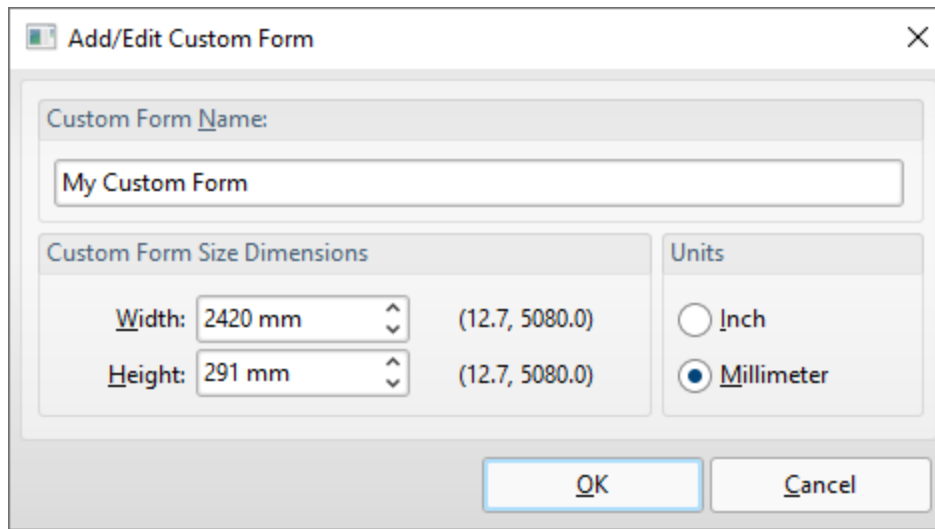 Add/Edit Custom Form
Custom Form Name:
My Custom Form
Custom Form Size Dimensions
Width: 2420 mm (12.7, 5080.0)
Height: 291 mm (12.7, 5080.0)
Units
Inch
Millimeter
OK Cancel